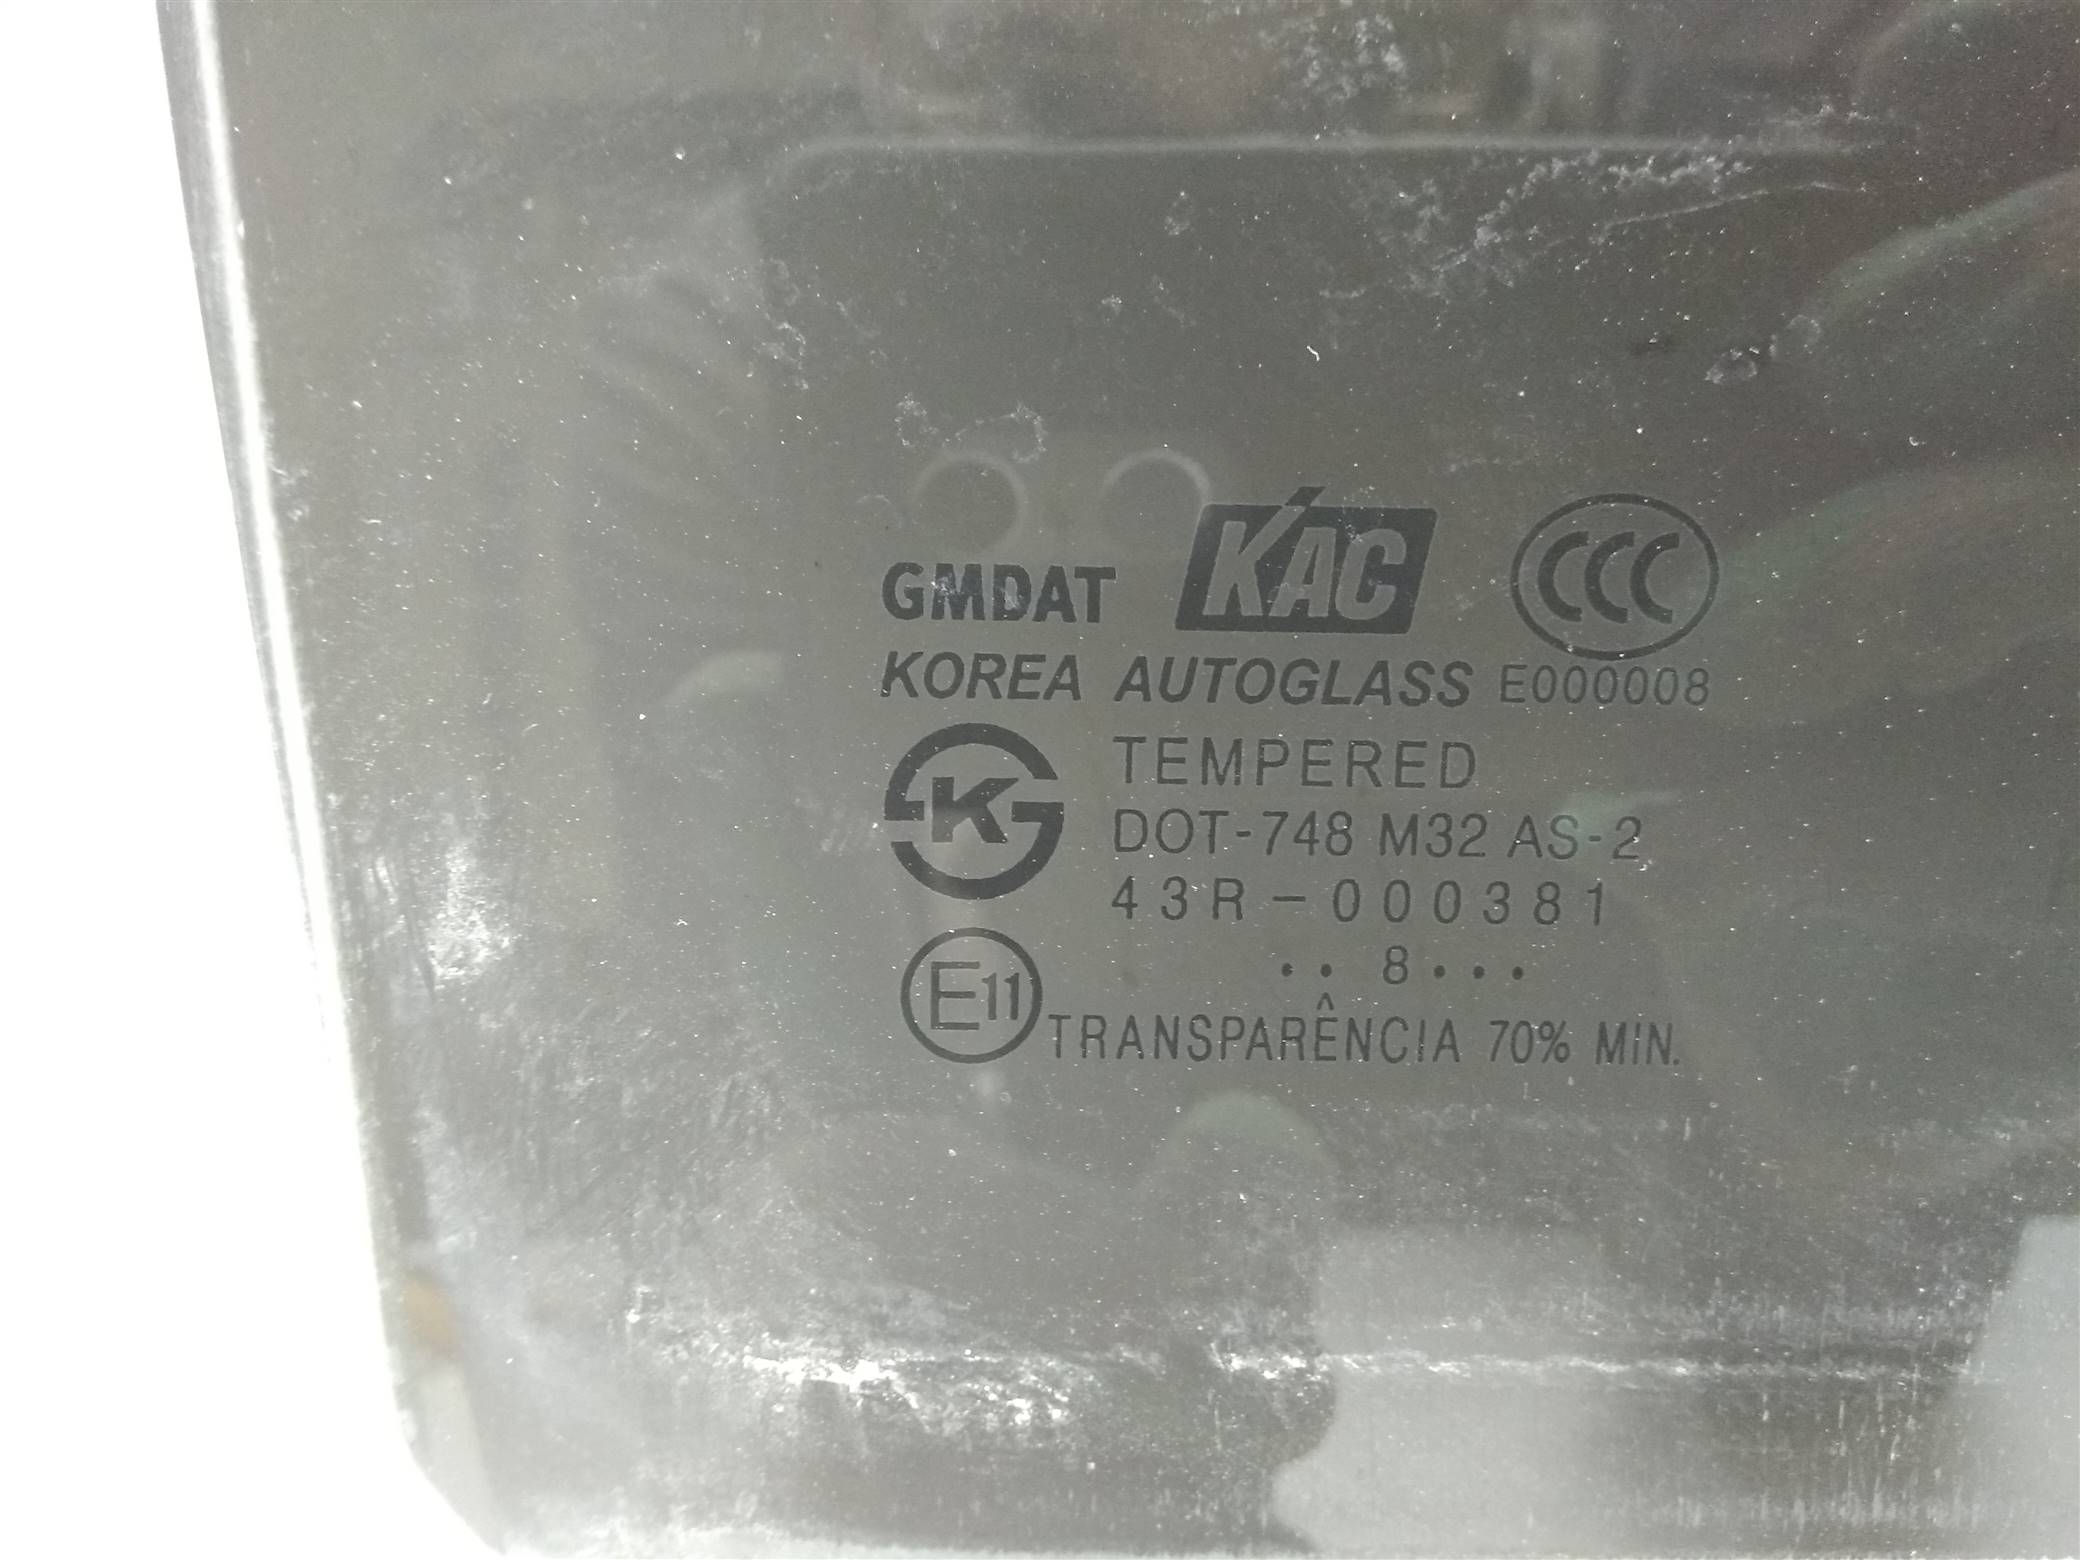 GMDAT KAC CCC
KOREA AUTOGLASS E000008
K TEMPERED
DOT-748 M32 AS-2
43R-000381
•• 8•••
E11 TRANSPARÊNCIA 70% MIN.